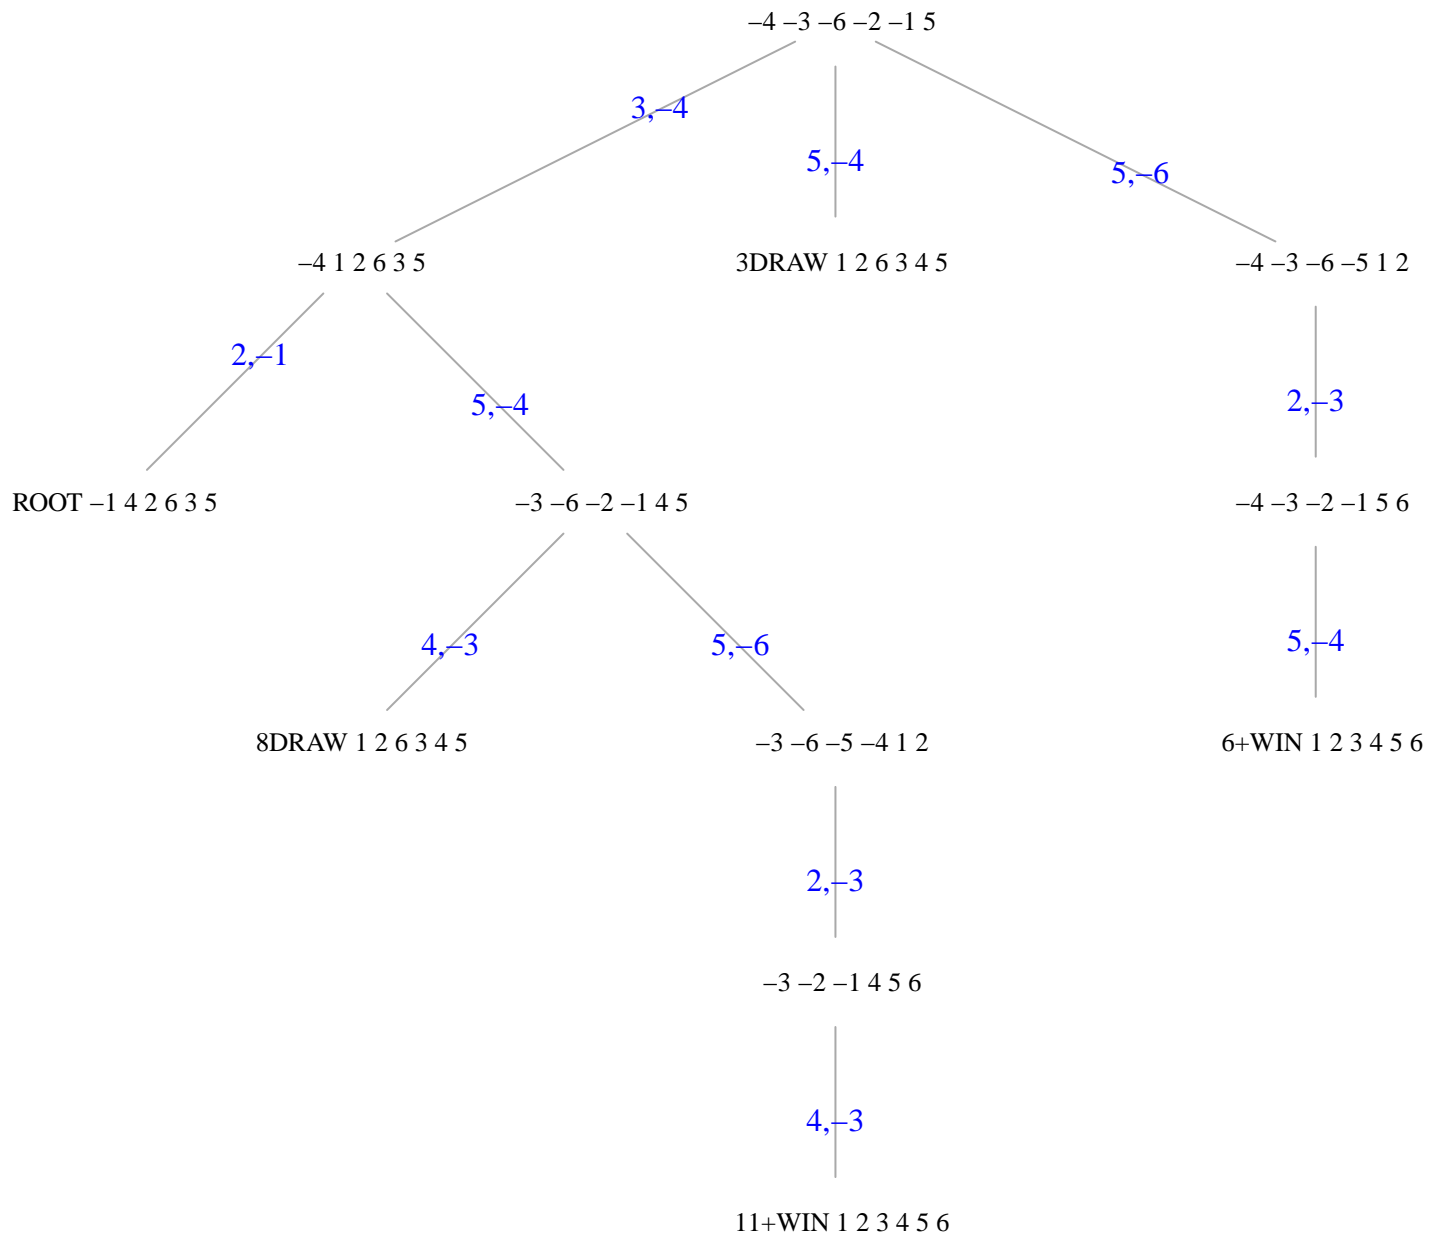 –4 –3 –6 –2 –1 5
3,–4
5,–4
5,–6
–4 1 2 6 3 5
3DRAW 1 2 6 3 4 5
–4 –3 –6 –5 1 2
2,–1
5,–4
2,–3
ROOT –1 4 2 6 3 5
–3 –6 –2 –1 4 5
–4 –3 –2 –1 5 6
4,–3
5,–6
5,–4
8DRAW 1 2 6 3 4 5
–3 –6 –5 –4 1 2
6+WIN 1 2 3 4 5 6
2,–3
–3 –2 –1 4 5 6
4,–3
11+WIN 1 2 3 4 5 6